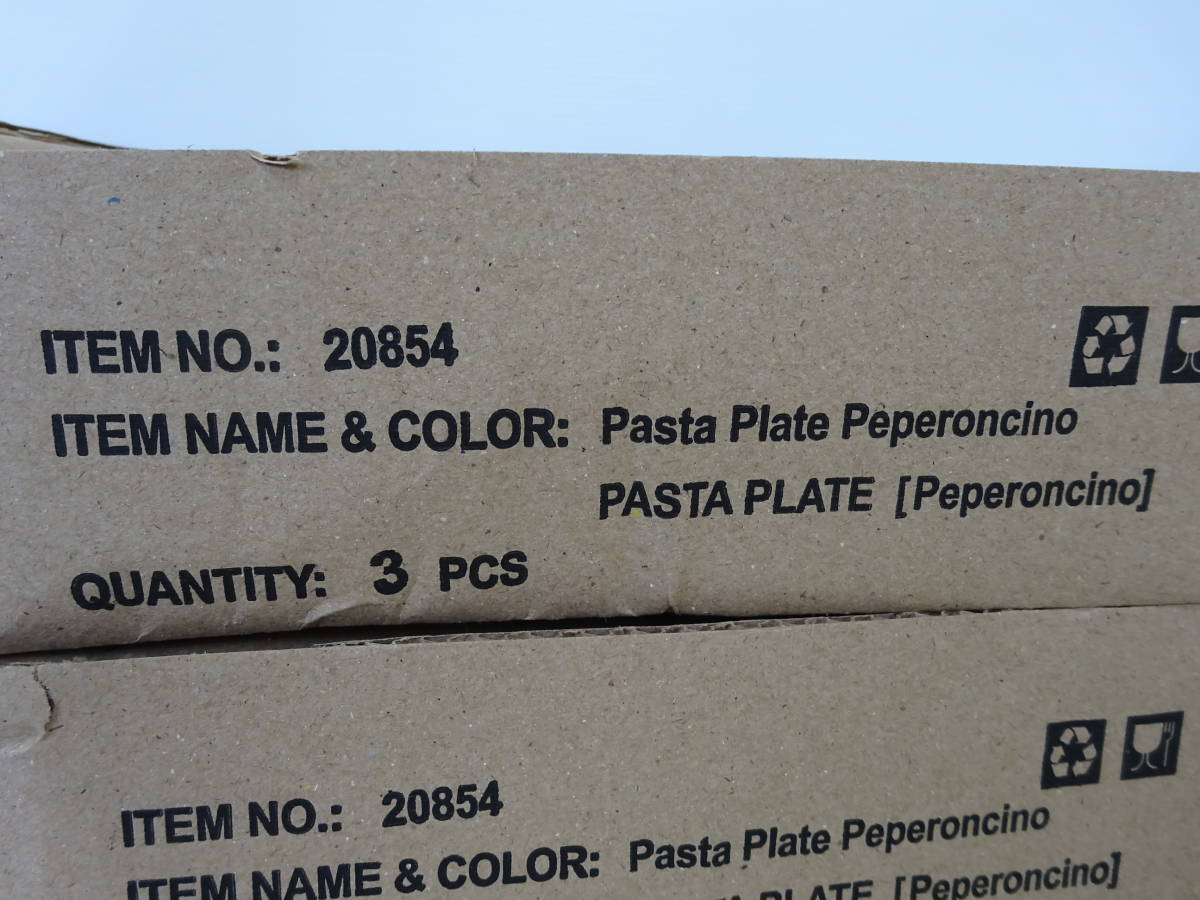 ITEM NO.: 20854
ITEM NAME & COLOR: Pasta Plate Peperoncino
PASTA PLATE [Peperoncino]
QUANTITY: 3 PCS
ITEM NO.: 20854
ITEM NAME & COLOR: Pasta Plate Peperoncino
PLATE [Peperoncino]